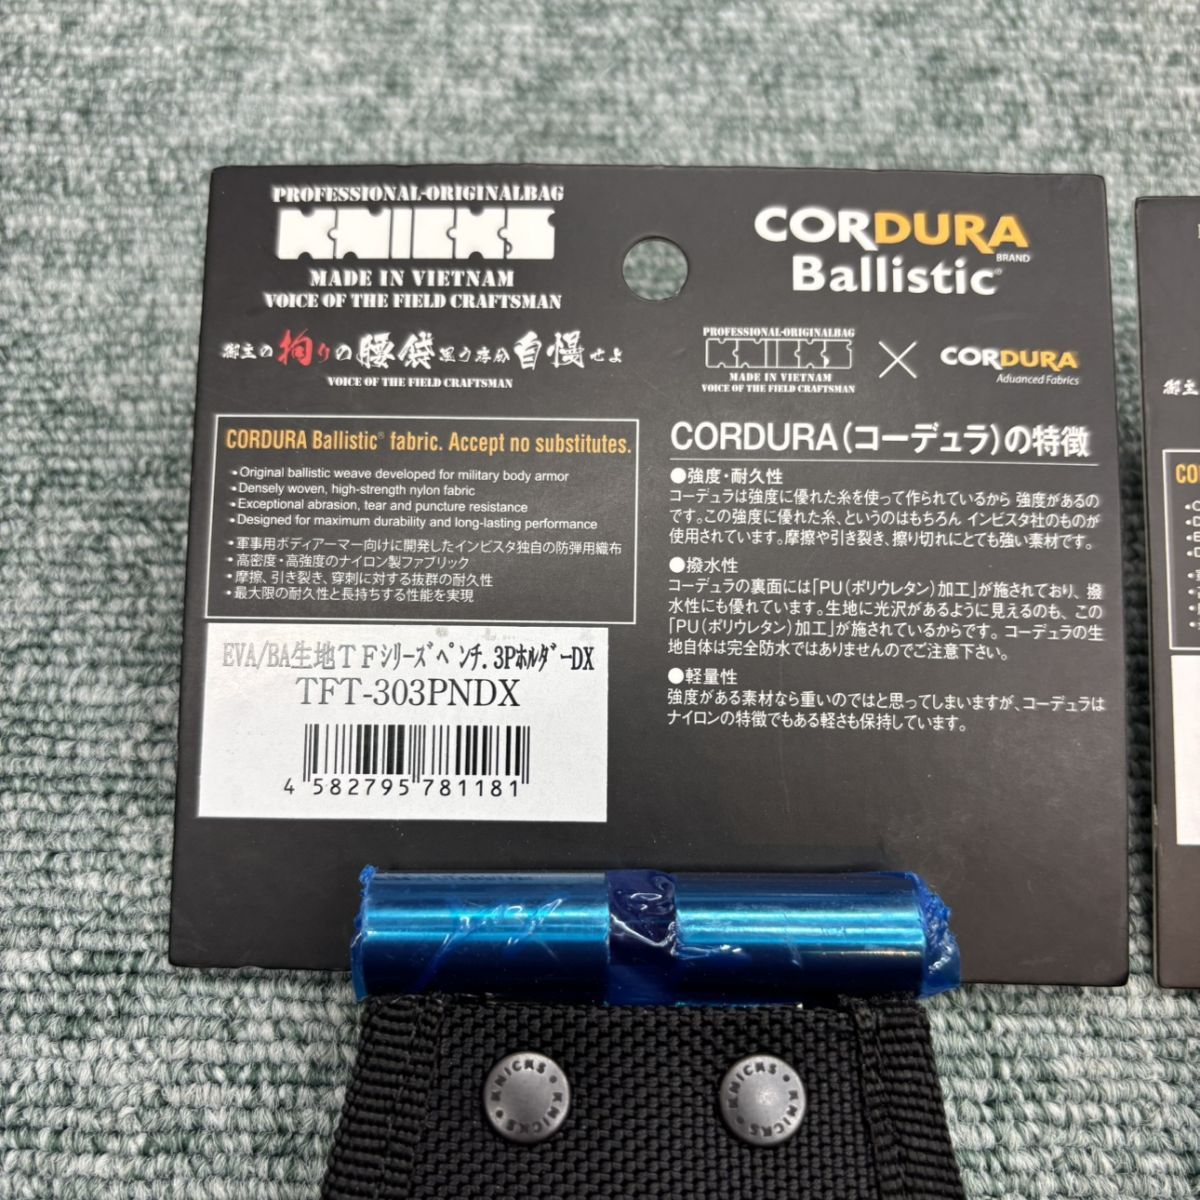 PROFESSIONAL-ORIGINALBAG
KNICKS
MADE IN VIETNAM
VOICE OF THE FIELD CRAFTSMAN
御主の拘りの腰袋思う存分自慢せよ
VOICE OF THE FIELD CRAFTSMAN
CORDURA Ballistic® fabric. Accept no substitutes.
•Original ballistic weave developed for military body armor
•Densely woven, high-strength nylon fabric
•Exceptional abrasion, tear and puncture resistance
•Designed for maximum durability and long-lasting performance
・軍事用ボディアーマー向けに開発したインビスタ独自の防弾用織布
・高密度・高強度のナイロン製ファブリック
・摩擦、引き裂き、穿刺に対する抜群の耐久性
・最大限の耐久性と長持ちする性能を実現
EVA/BA生地TFｼﾘｰｽﾞﾍﾟﾝﾁ.3PﾎﾙﾀﾞｰDX
TFT-303PNDX
4 582795 781181
CORDURA
BRAND
Ballistic®
PROFESSIONAL-ORIGINALBAG
KNICKS
MADE IN VIETNAM
VOICE OF THE FIELD CRAFTSMAN
×
CORDURA
Advanced Fabrics
CORDURA(コーデュラ)の特徴
●強度・耐久性
コーデュラは強度に優れた糸を使って作られているから 強度があるの
です。この強度に優れた糸、というのはもちろん インビスタ社のものが
使用されています。摩擦や引き裂き、擦り切れにとても強い素材です。
●撥水性
コーデュラの裏面には「PU(ポリウレタン)加工」が施されており、撥
水性にも優れています。生地に光沢があるように見えるのも、この
「PU(ポリウレタン)加工」が施されているからです。コーデュラの生
地自体は完全防水ではありませんのでご注意下さい。
●軽量性
強度がある素材なら重いのではと思ってしまいますが、コーデュラは
ナイロンの特徴でもある軽さも保持しています。
KNICKS • KNICKS •
KNICKS • KNICKS •
御主
CO